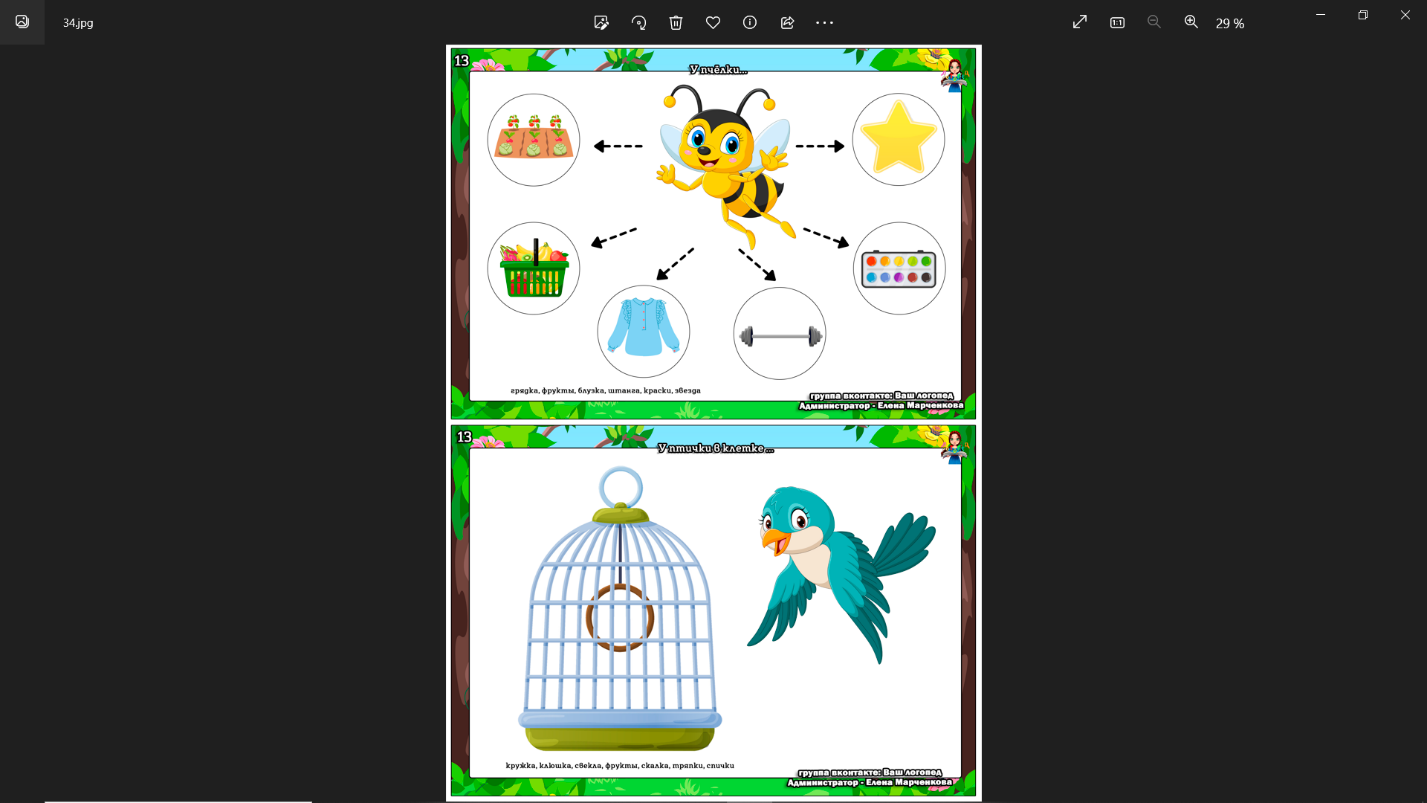 34.jpg
29 %
13
У пчёлки...
грядка, фрукты, блузка, штанга, краски, звезда
группа вконтакте: Ваш логопед
Администратор - Елена Марченкова
13
У птички в клетке...
кружка, клюшка, свекла, фрукты, скалка, тряпки, спички
группа вконтакте: Ваш логопед
Администратор - Елена Марченкова